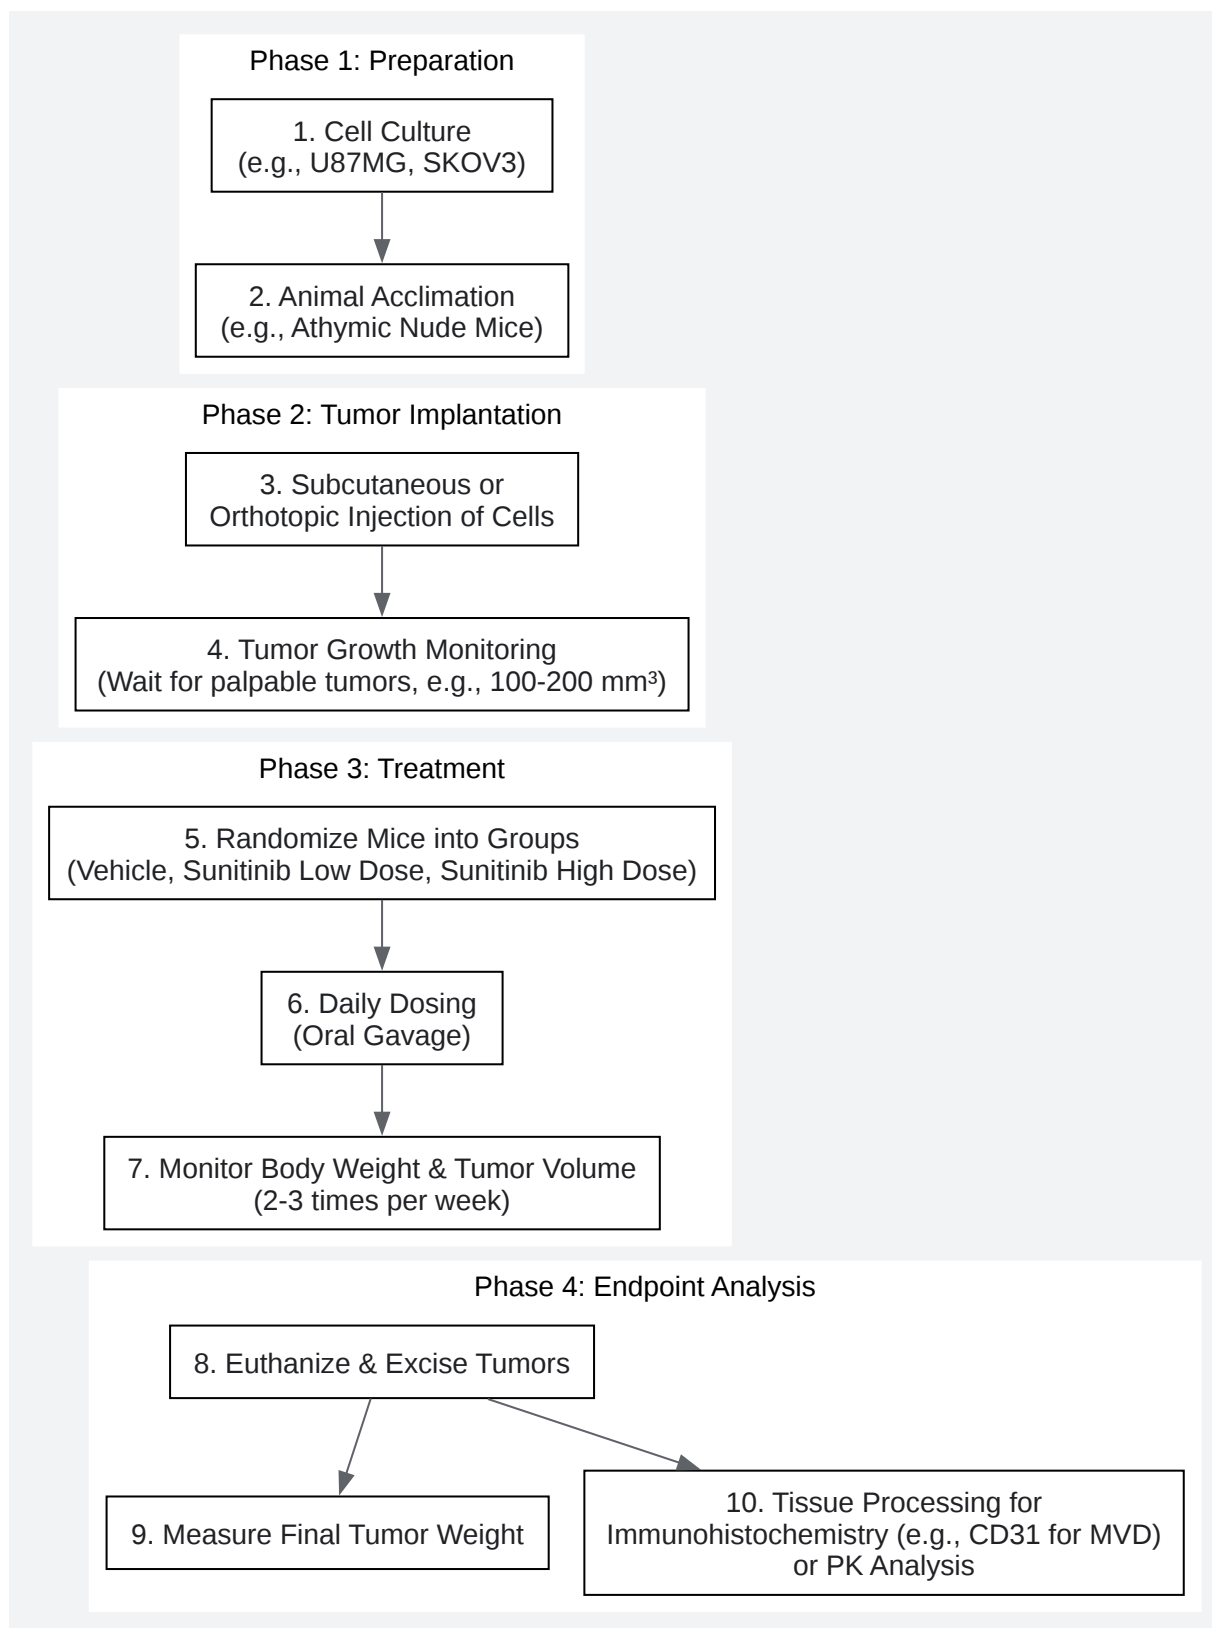 Phase 1: Preparation
1. Cell Culture
(e.g., U87MG, SKOV3)
2. Animal Acclimation
(e.g., Athymic Nude Mice)
Phase 2: Tumor Implantation
3. Subcutaneous or
Orthotopic Injection of Cells
4. Tumor Growth Monitoring
(Wait for palpable tumors, e.g., 100-200 mm³)
Phase 3: Treatment
5. Randomize Mice into Groups
(Vehicle, Sunitinib Low Dose, Sunitinib High Dose)
6. Daily Dosing
(Oral Gavage)
7. Monitor Body Weight & Tumor Volume
(2-3 times per week)
Phase 4: Endpoint Analysis
8. Euthanize & Excise Tumors
9. Measure Final Tumor Weight
10. Tissue Processing for
Immunohistochemistry (e.g., CD31 for MVD)
or PK Analysis